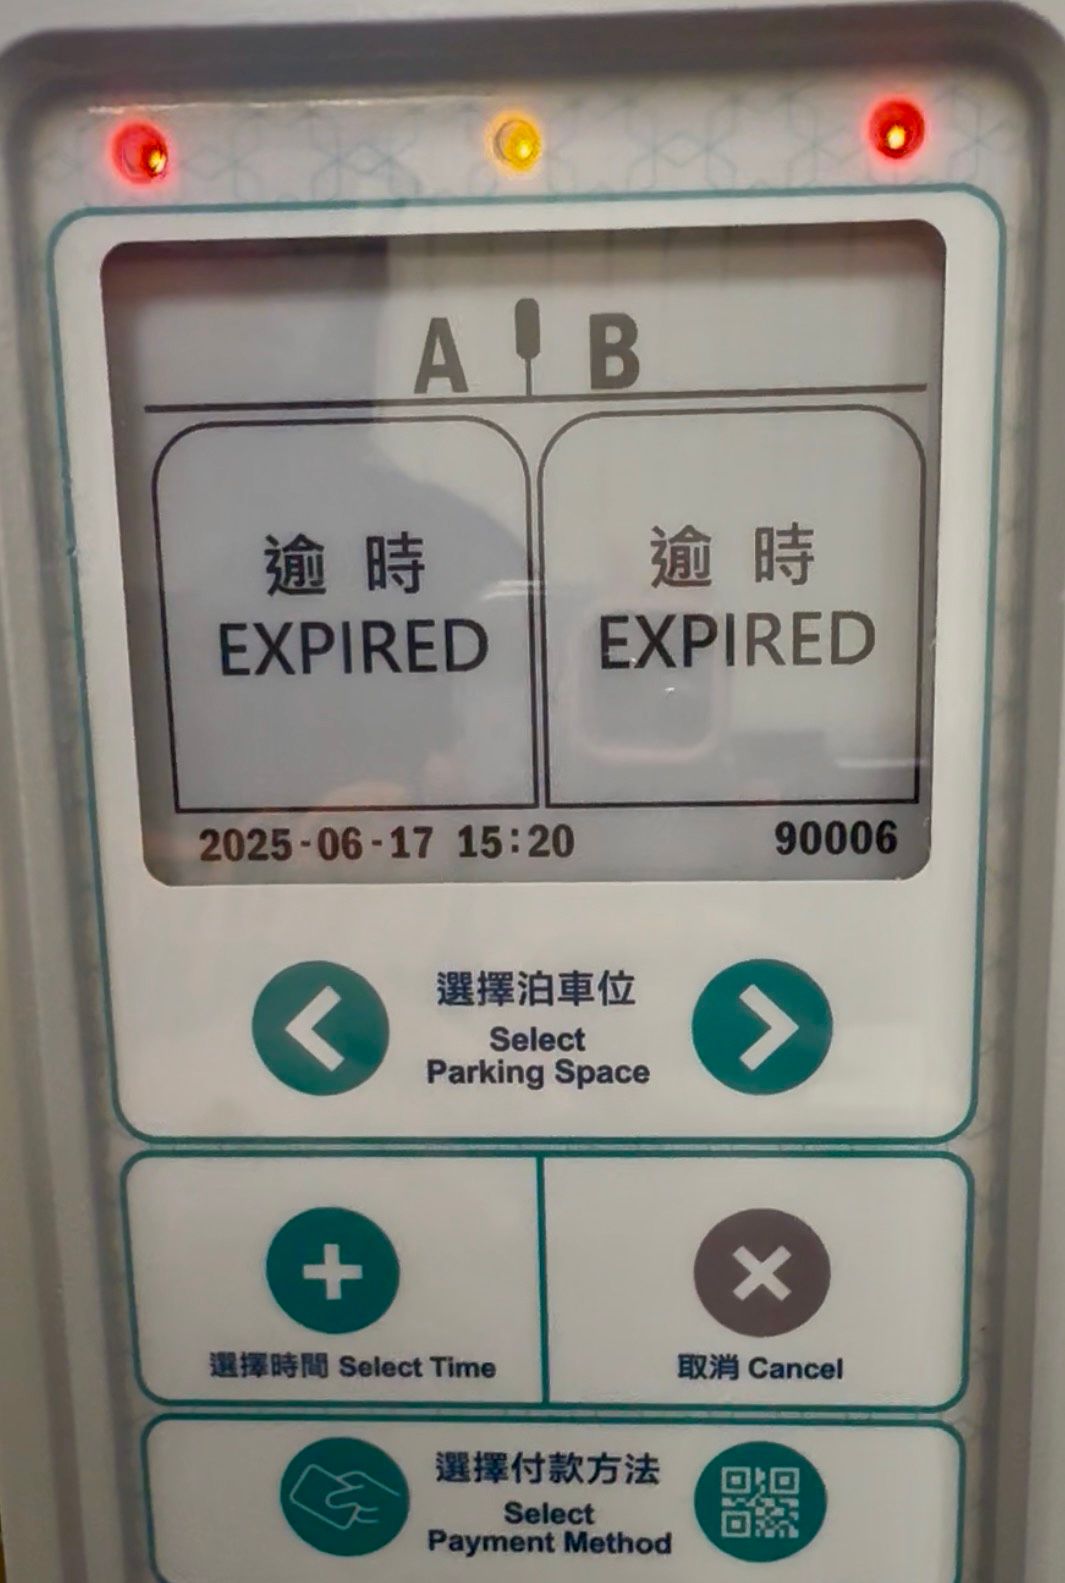 A B
逾時 逾時
EXPIRED EXPIRED
2025-06-17 15:20 90006
選擇泊車位
Select
Parking Space
選擇時間 Select Time 取消 Cancel
選擇付款方法
Select
Payment Method